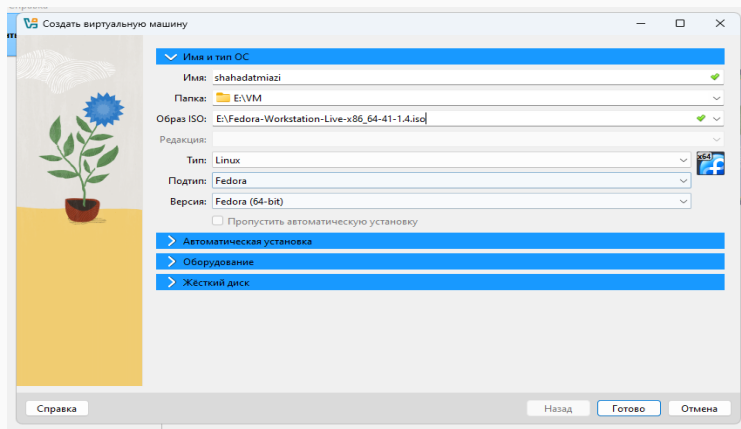 Справка
Создать виртуальную машину
Имя и тип ОС
Имя: shahadatmiazi
Папка: E:\VM
Образ ISO: E:\Fedora-Workstation-Live-x86_64-41-1.4.iso
Редакция:
Тип: Linux
x64
Подтип: Fedora
Версия: Fedora (64-bit)
Пропустить автоматическую установку
Автоматическая установка
Оборудование
Жёсткий диск
Справка Назад Готово Отмена